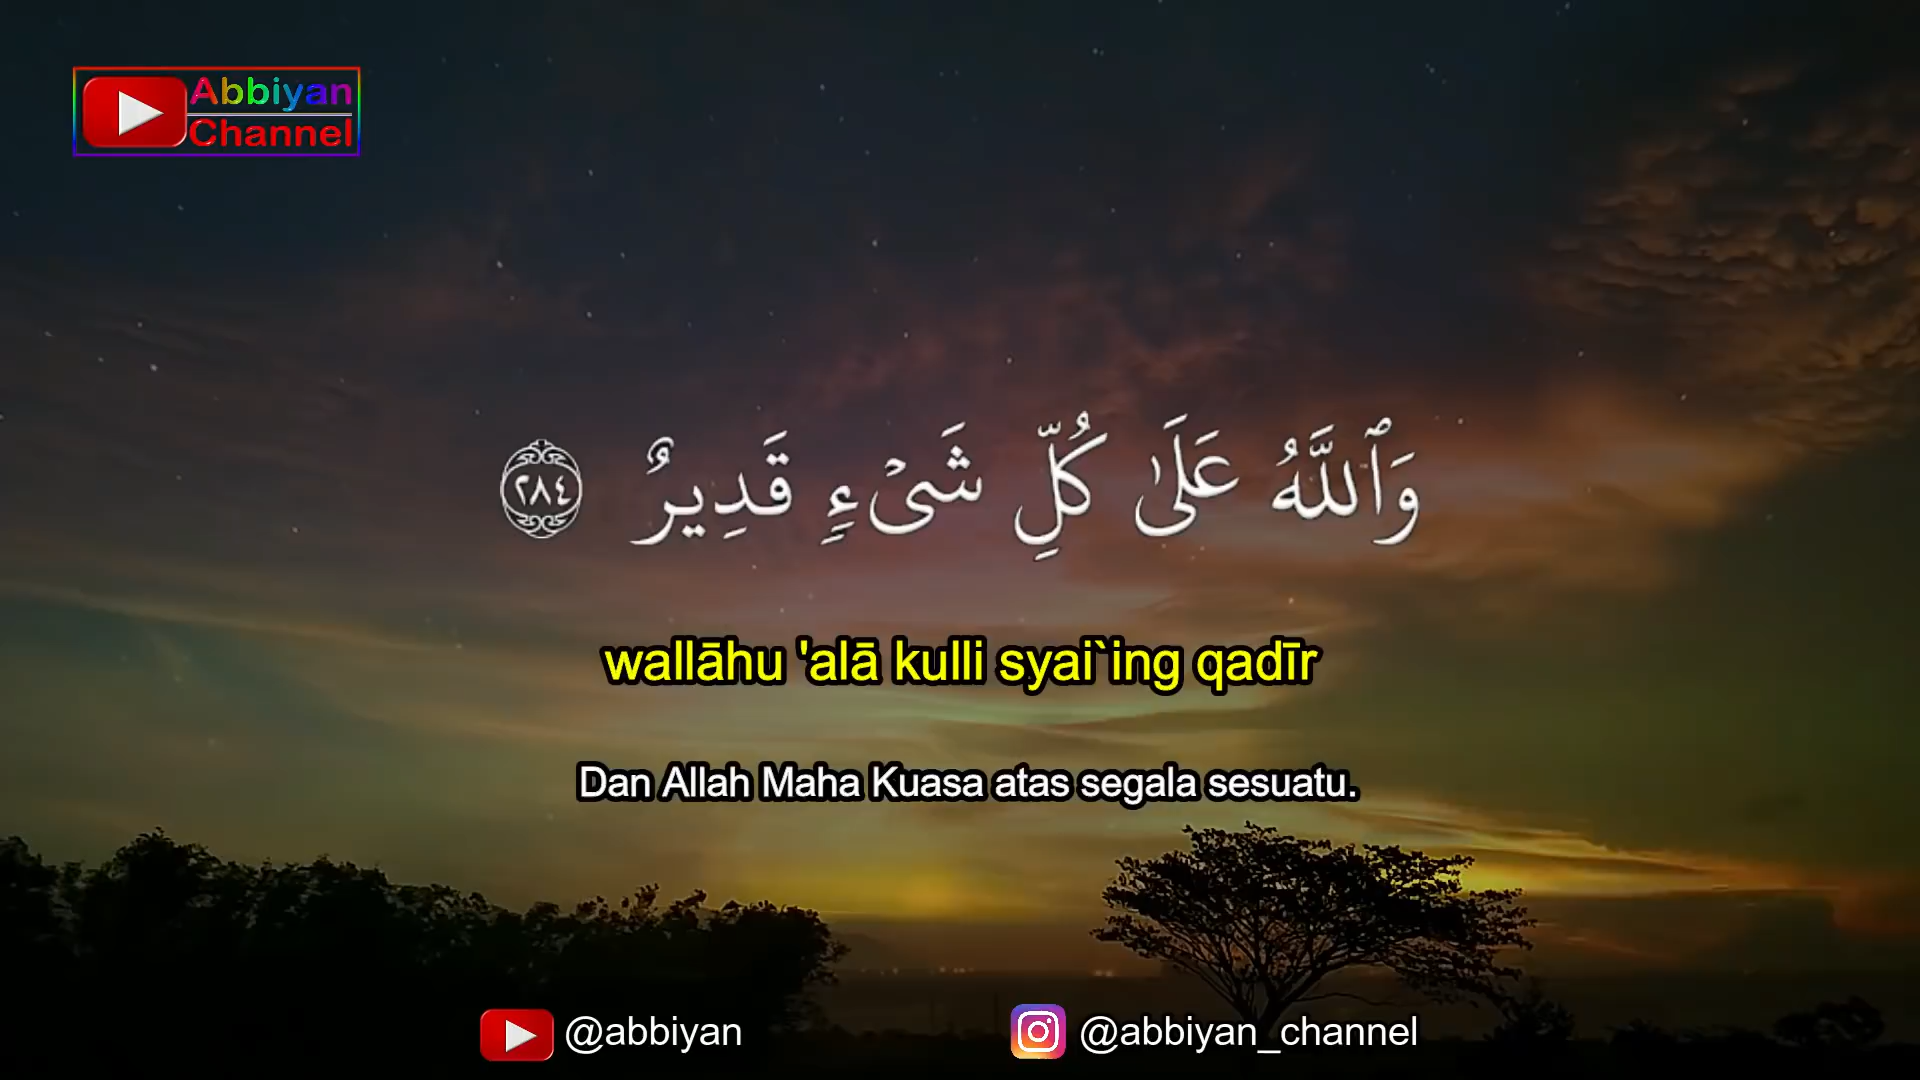 Abbiyan
Channel
وَٱللَّهُ عَلَىٰ كُلِّ شَىْءٍ قَدِيرٌ ٢٨٤
wallāhu 'alā kulli syai`ing qadīr
Dan Allah Maha Kuasa atas segala sesuatu.
@abbiyan
@abbiyan_channel